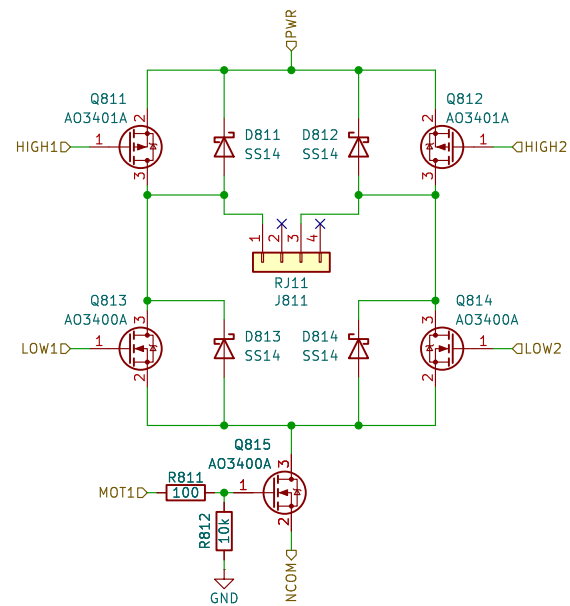 PWR
Q811
AO3401A
2
HIGH1
1
3
D811
SS14
D812
SS14
Q812
AO3401A
2
1
HIGH2
3
1
2
3
4
RJ11
J811
Q813
AO3400A
3
LOW1
1
2
D813
SS14
D814
SS14
Q814
AO3400A
3
1
LOW2
2
Q815
AO3400A
3
MOT1
R811
100
1
2
R812
10k
GND
NCOM